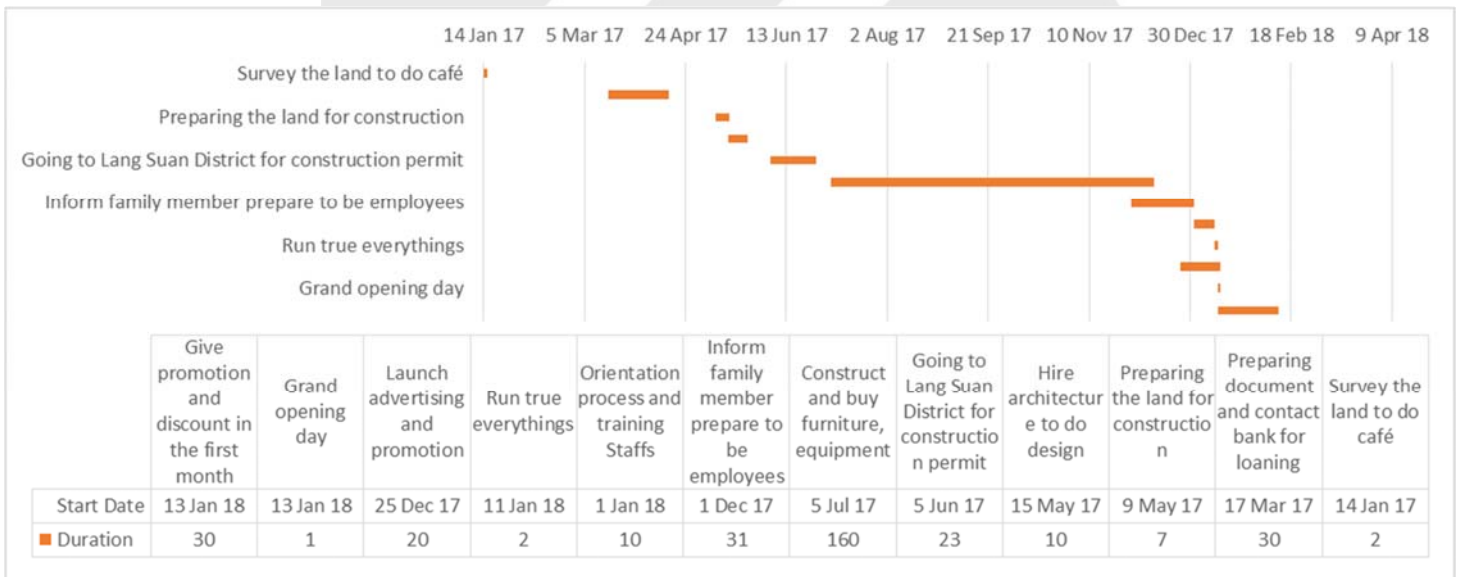 14 Jan 17 5 Mar 17 24 Apr 17 13 Jun 17 2 Aug 17 21 Sep 17 10 Nov 17 30 Dec 17 18 Feb 18 9 Apr 18
Survey the land to do café
Preparing the land for construction
Going to Lang Suan District for construction permit
Inform family member prepare to be employees
Run true everythings
Grand opening day
Give
promotion
and
discount in
the first
month
Grand
opening
day
Launch
advertising
and
promotion
Run true
everythings
Orientation
process and
training
Staffs
Inform
family
member
prepare to
be
employees
Construct
and buy
furniture,
equipment
Going to
Lang Suan
District for
constructio
n permit
Hire
architectur
e to do
design
Preparing
the land for
constructio
n
Preparing
document
and contact
bank for
loaning
Survey the
land to do
café
Start Date 13 Jan 18 13 Jan 18 25 Dec 17 11 Jan 18 1 Jan 18 1 Dec 17 5 Jul 17 5 Jun 17 15 May 17 9 May 17 17 Mar 17 14 Jan 17
Duration 30 1 20 2 10 31 160 23 10 7 30 2